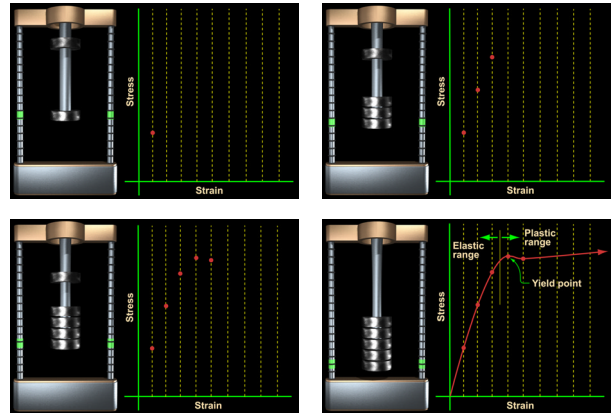 Stress
Strain
Stress
Strain
Stress
Strain
Elastic
range
Plastic
range
Yield point
Stress
Strain